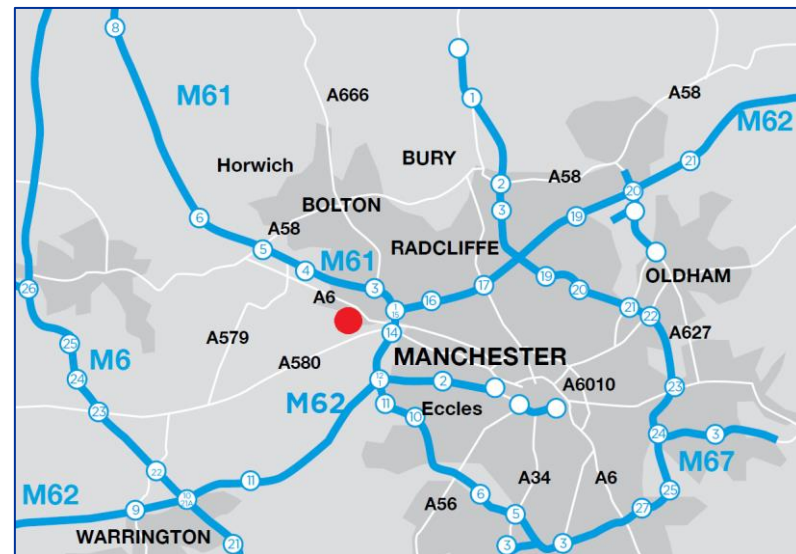 8
A666
A58
M61
1
M62
BURY
21
Horwich
2
A58
20
3
BOLTON
6
19
A58
RADCLIFFE
5
M61
4
19
OLDHAM
26
3
17
20
A6
16
1
15
21
22
A579
14
A627
25
M6
A580
MANCHESTER
24
12
1
2
A6010
23
M62
11
Eccles
10
23
24
3
22
M67
11
A34
A6
M62
10
21A
6
A56
25
9
5
27
WARRINGTON
21
3
3